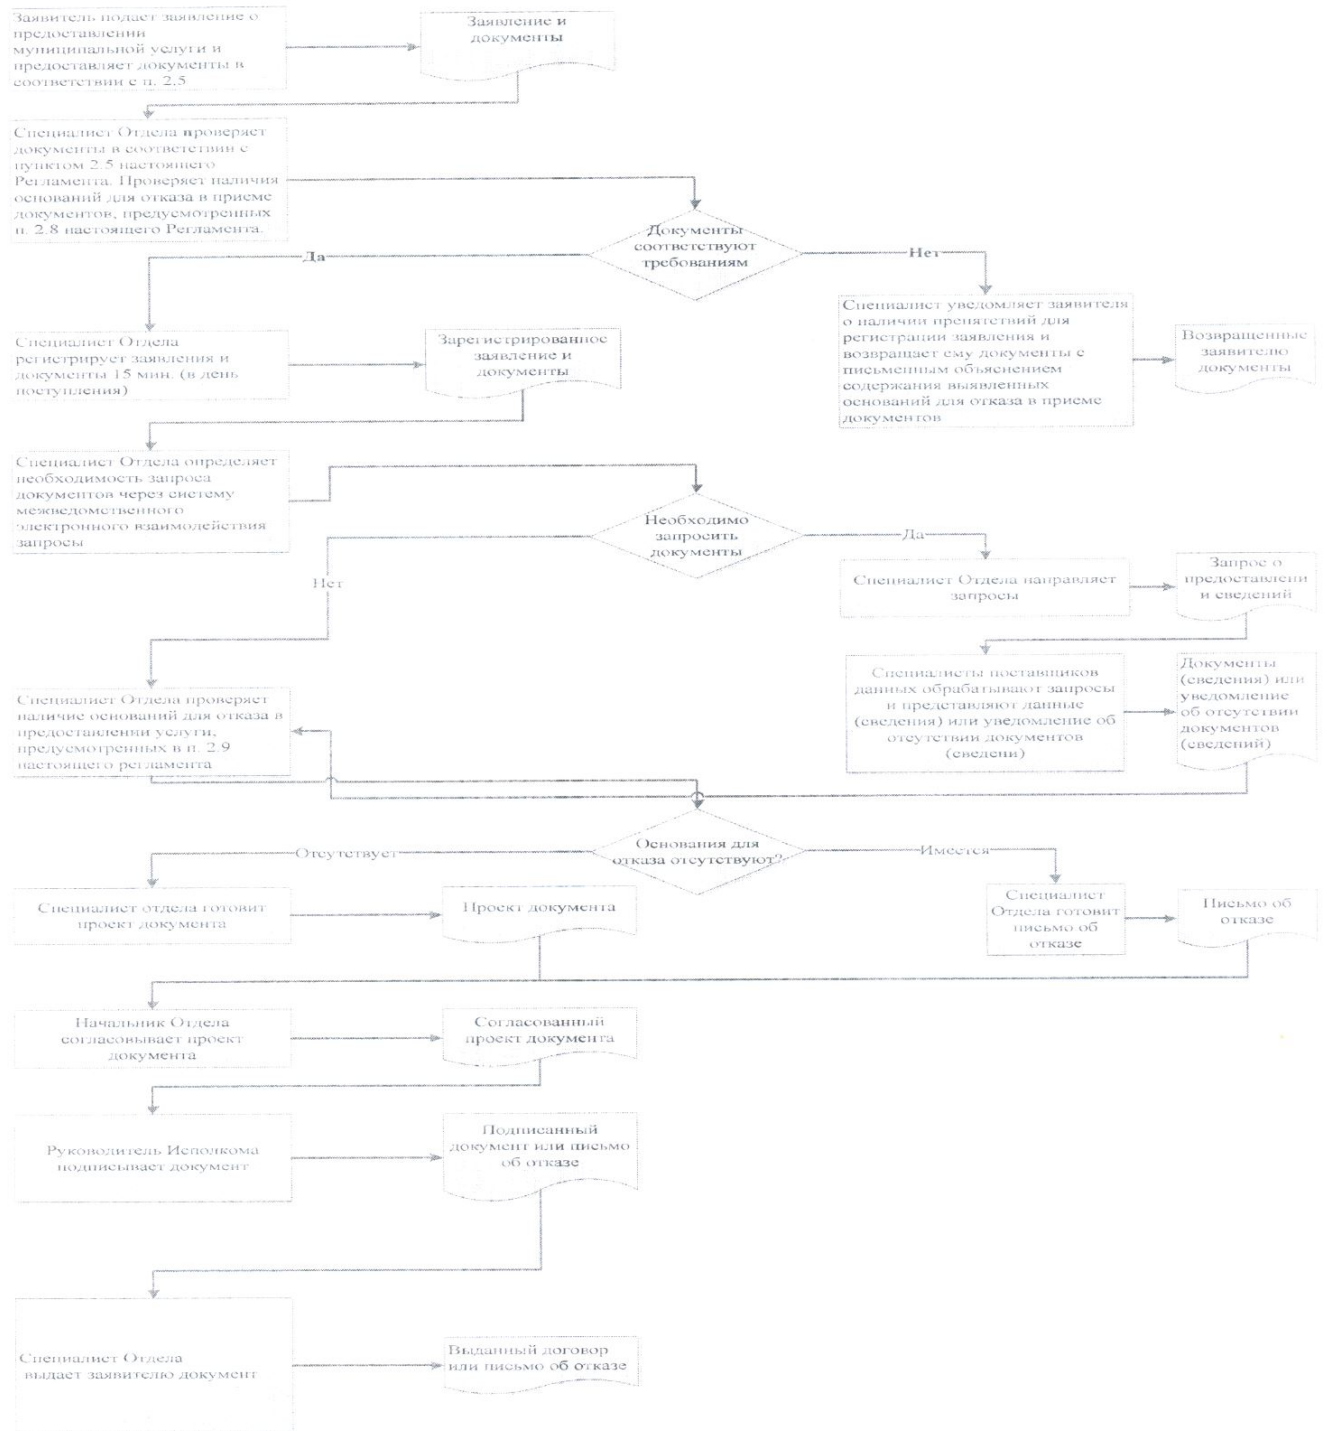 Заявитель подает заявление о
предоставлении
муниципальной услуги и
предоставляет документы в
соответствии с п. 2.5
Заявление и
документы
Специалист Отдела проверяет
документы в соответствии с
пунктом 2.5 настоящего
Регламента. Проверяет наличия
оснований для отказа в приеме
документов, предусмотренных
п. 2.8 настоящего Регламента.
Документы
соответствуют
требованиям
Да
Нет
Специалист Отдела
регистрирует заявления и
документы 15 мин. (в день
поступления)
Зарегистрированное
заявление и
документы
Специалист уведомляет заявителя
о наличии препятствий для
регистрации заявления и
возвращает ему документы с
письменным объяснением
содержания выявленных
оснований для отказа в приеме
документов
Возвращенные
заявителю
документы
Специалист Отдела определяет
необходимость запроса
документов через систему
межведомственного
электронного взаимодействия
запросы
Необходимо
запросить
документы
Да
Нет
Специалист Отдела направляет
запросы
Запрос о
предоставлени
и сведений
Специалисты поставщиков
данных обрабатывают запросы
и представляют данные
(сведения) или уведомление об
отсутствии документов
(сведени)
Документы
(сведения) или
уведомление
об отсутствии
документов
(сведений)
Специалист Отдела проверяет
наличие оснований для отказа в
предоставлении услуги,
предусмотренных в п. 2.9
настоящего регламента
Основания для
отказа отсутствуют?
Отсутствует
Имеется
Специалист отдела готовит
проект документа
Проект документа
Специалист
Отдела готовит
письмо об
отказе
Письмо об
отказе
Начальник Отдела
согласовывает проект
документа
Согласованный
проект документа
Руководитель Исполкома
подписывает документ
Подписанный
документ или письмо
об отказе
Специалист Отдела
выдает заявителю документ
Выданный договор
или письмо об отказе